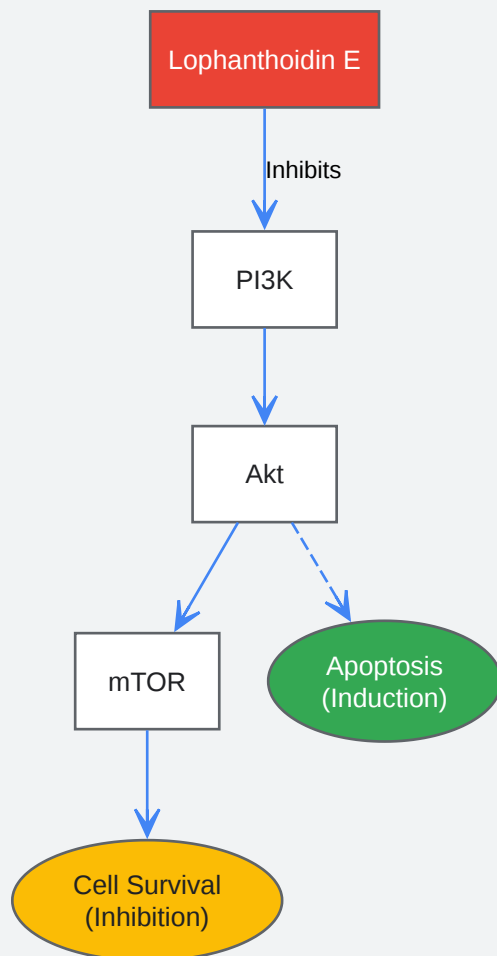 Lophanthoidin E
Inhibits
PI3K
Akt
mTOR
Apoptosis
(Induction)
Cell Survival
(Inhibition)